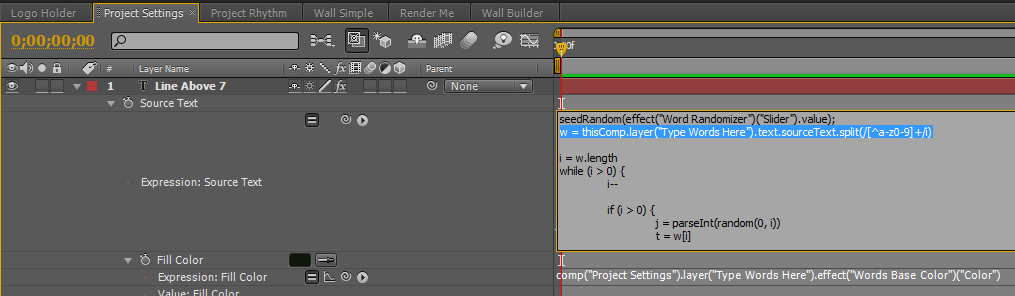 Logo Holder Project Settings Project Rhythm Wall Simple Render Me Wall Builder
0;00;00;00
# Layer Name fx Parent
1 T Line Above 7 fx None
Source Text
seedRandom(effect("Word Randomizer")("Slider").value);
w = thisComp.layer("Type Words Here").text.sourceText.split(/[^a-z0-9]+/i)
i = w.length
while (i > 0) {
i--
Expression: Source Text
if (i > 0) {
j = parseInt(random(0, i))
t = w[i]
Fill Color
Expression: Fill Color
comp("Project Settings").layer("Type Words Here").effect("Words Base Color")("Color")
Value: Fill Color